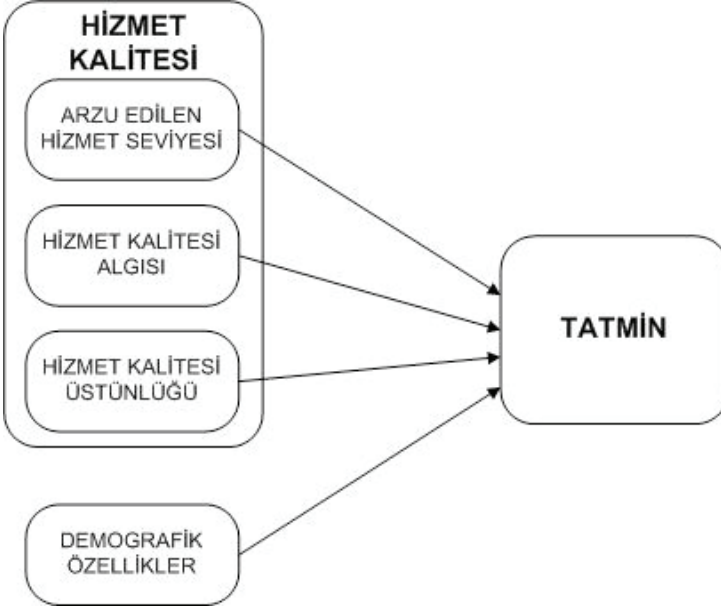 HİZMET
KALİTESİ
ARZU EDİLEN
HİZMET SEVİYESİ
HİZMET KALİTESİ
ALGISI
HİZMET KALİTESİ
ÜSTÜNLÜĞÜ
TATMİN
DEMOGRAFİK
ÖZELLİKLER